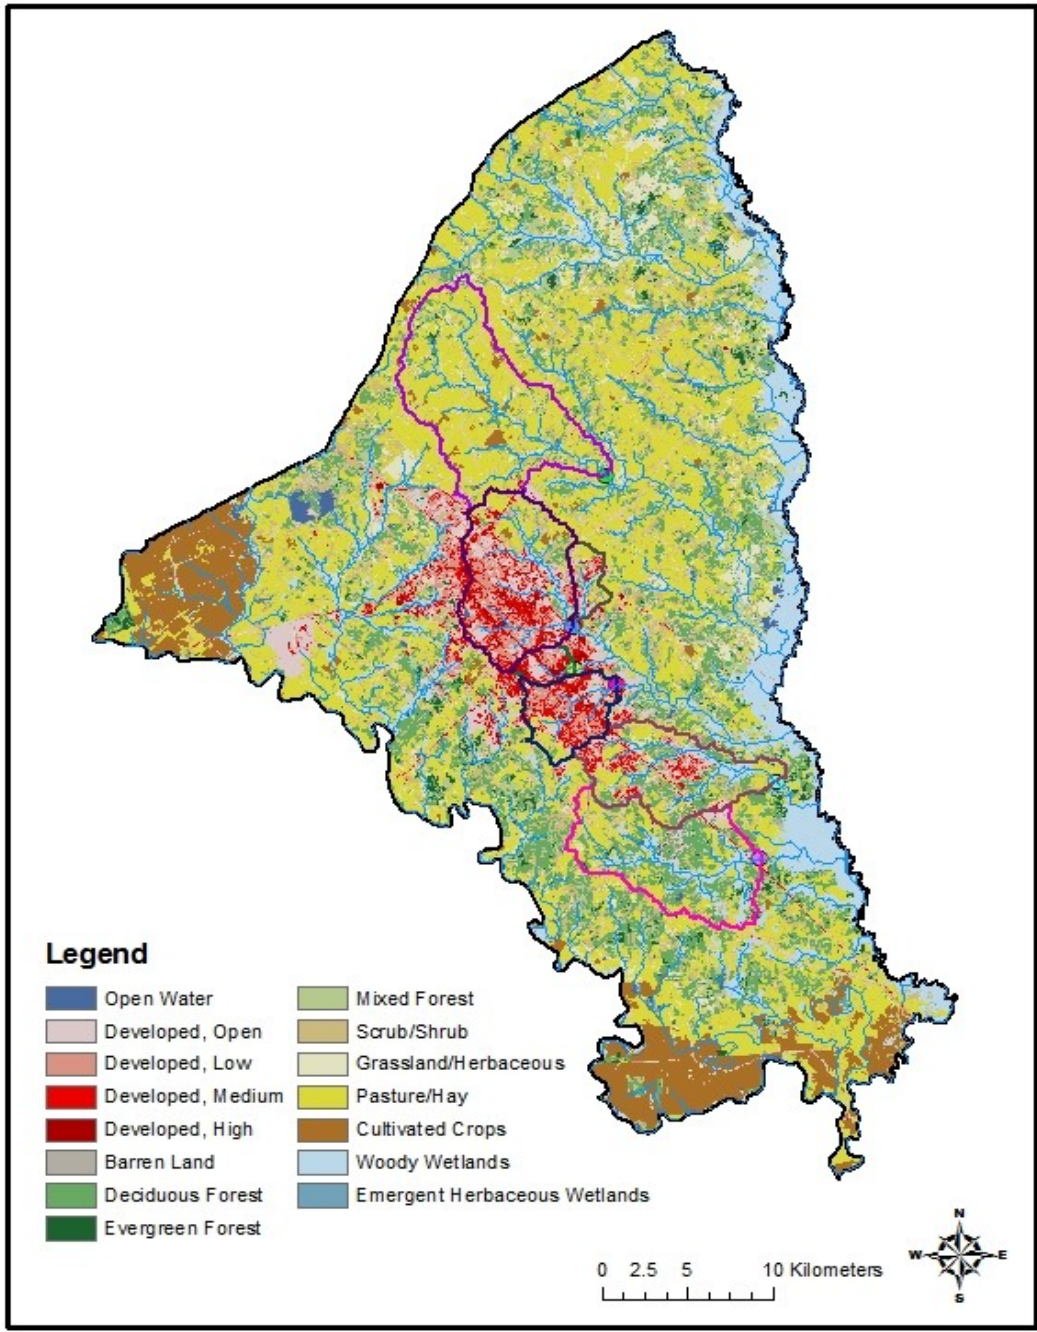 Legend
Open Water
Developed, Open
Developed, Low
Developed, Medium
Developed, High
Barren Land
Deciduous Forest
Evergreen Forest
Mixed Forest
Scrub/Shrub
Grassland/Herbaceous
Pasture/Hay
Cultivated Crops
Woody Wetlands
Emergent Herbaceous Wetlands
0 2.5 5 10 Kilometers
N
W E
S